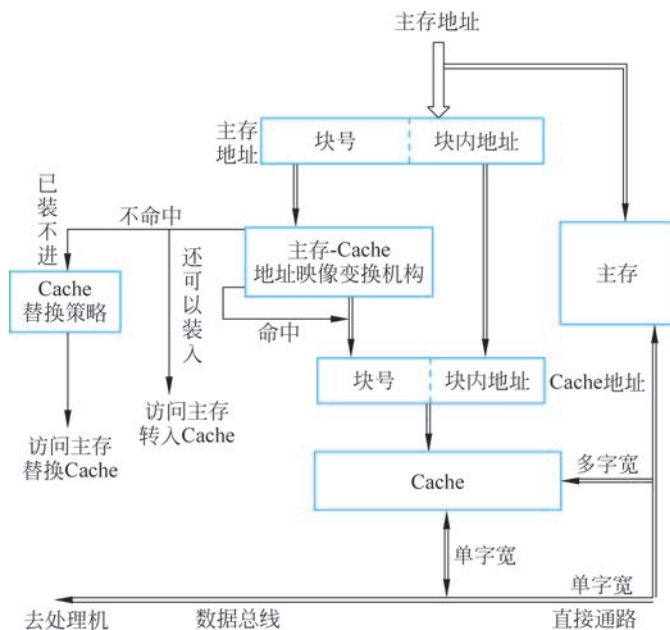 主存地址
主存
地址
块号
块内地址
已装不进
不命中
还可以装入
主存-Cache
地址映像变换机构
主存
Cache
替换策略
命中
块号
块内地址
Cache地址
访问主存
转入Cache
访问主存
替换Cache
Cache
多字宽
单字宽
单字宽
去处理机
数据总线
直接通路